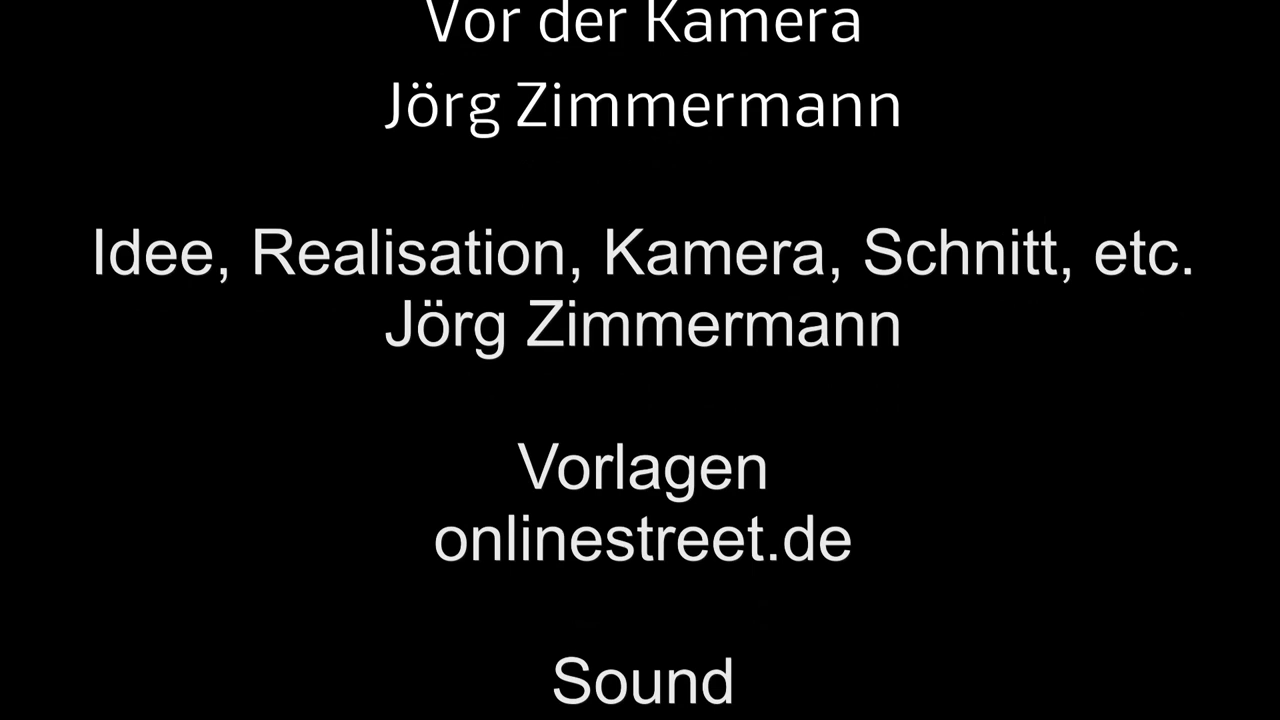 Vor der Kamera
Jörg Zimmermann
Idee, Realisation, Kamera, Schnitt, etc.
Jörg Zimmermann
Vorlagen
onlinestreet.de
Sound